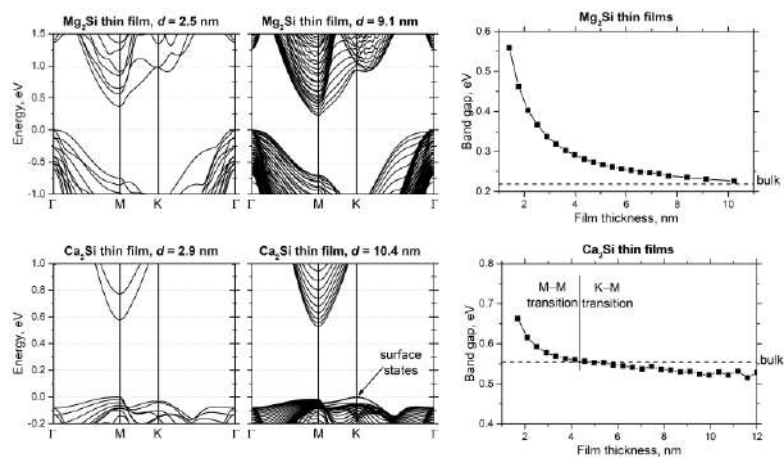 Mg₂Si thin film, d = 2.5 nm
1.5
1.0
0.5
0.0
-0.5
-1.0
Energy, eV
Γ M K Γ
Mg₂Si thin film, d = 9.1 nm
Γ M K Γ
Mg₂Si thin films
0.6
0.5
0.4
0.3
0.2
Band gap, eV
bulk
2 4 6 8 10
Film thickness, nm
Ca₂Si thin film, d = 2.9 nm
1.0
0.8
0.6
0.4
0.2
0.0
-0.2
Energy, eV
Γ M K Γ
Ca₂Si thin film, d = 10.4 nm
surface
states
Γ M K Γ
Ca₂Si thin films
0.8
0.7
0.6
0.5
0.4
Band gap, eV
M–M K–M
transition transition
bulk
2 4 6 8 10 12
Film thickness, nm